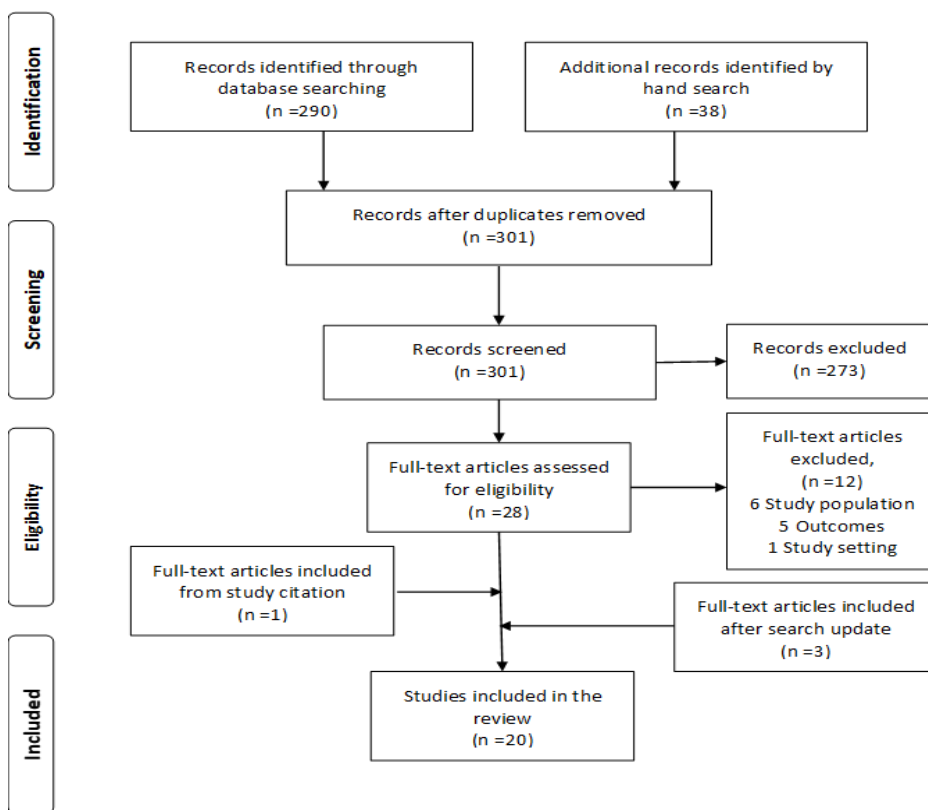 Identification
Records identified through
database searching
(n =290)
Additional records identified by
hand search
(n =38)
Records after duplicates removed
(n =301)
Screening
Records screened
(n =301)
Records excluded
(n =273)
Eligibility
Full-text articles assessed
for eligibility
(n =28)
Full-text articles
excluded,
(n =12)
6 Study population
5 Outcomes
1 Study setting
Full-text articles included
from study citation
(n =1)
Full-text articles included
after search update
(n =3)
Included
Studies included in the
review
(n =20)